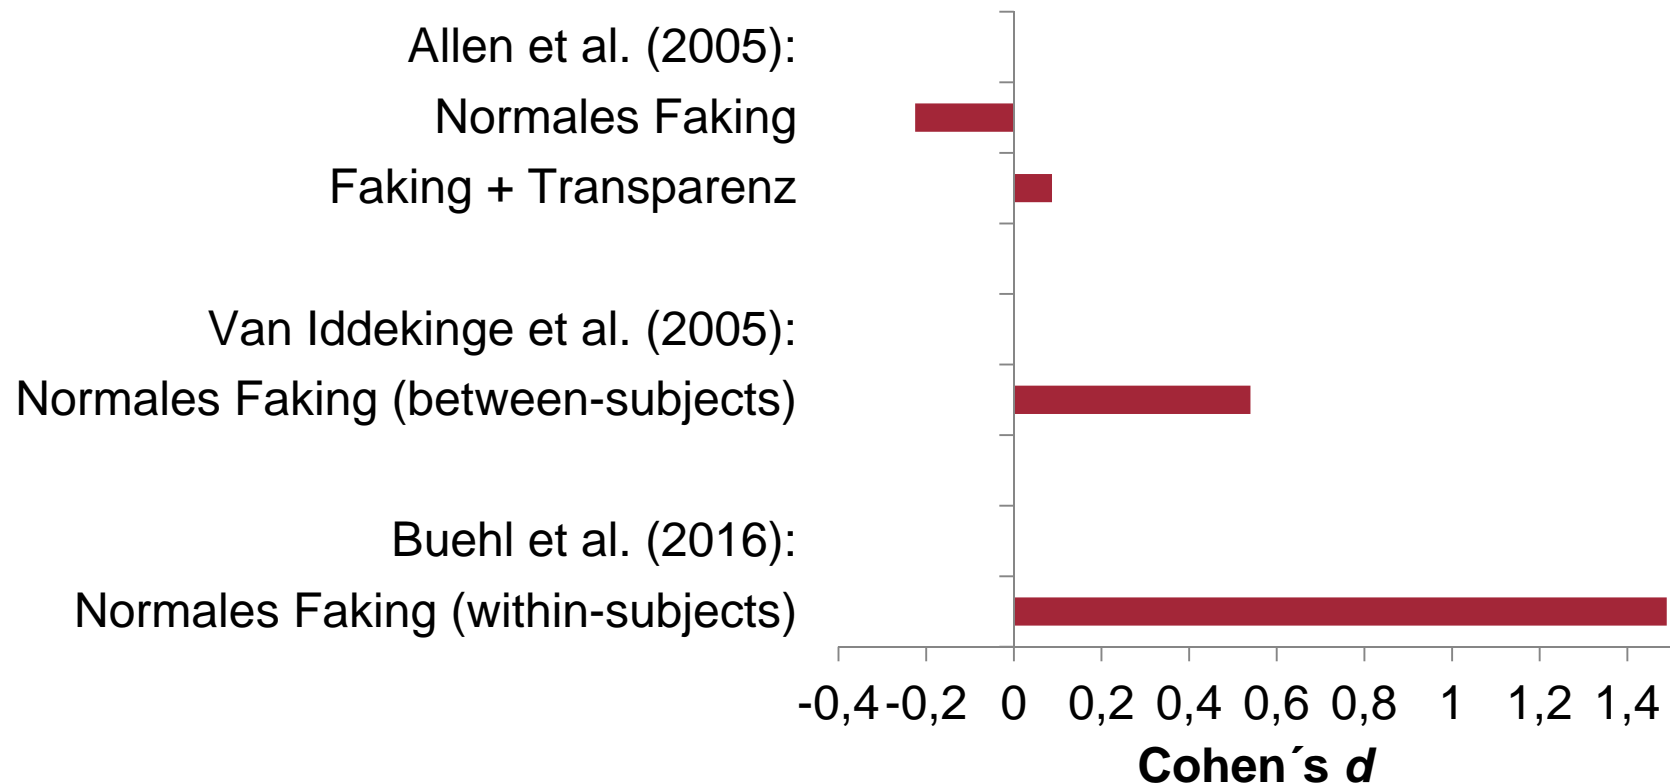 Allen et al. (2005):
Normales Faking
Faking + Transparenz
Van Iddekinge et al. (2005):
Normales Faking (between-subjects)
Buehl et al. (2016):
Normales Faking (within-subjects)
-0,4 -0,2 0 0,2 0,4 0,6 0,8 1 1,2 1,4
Cohen´s d